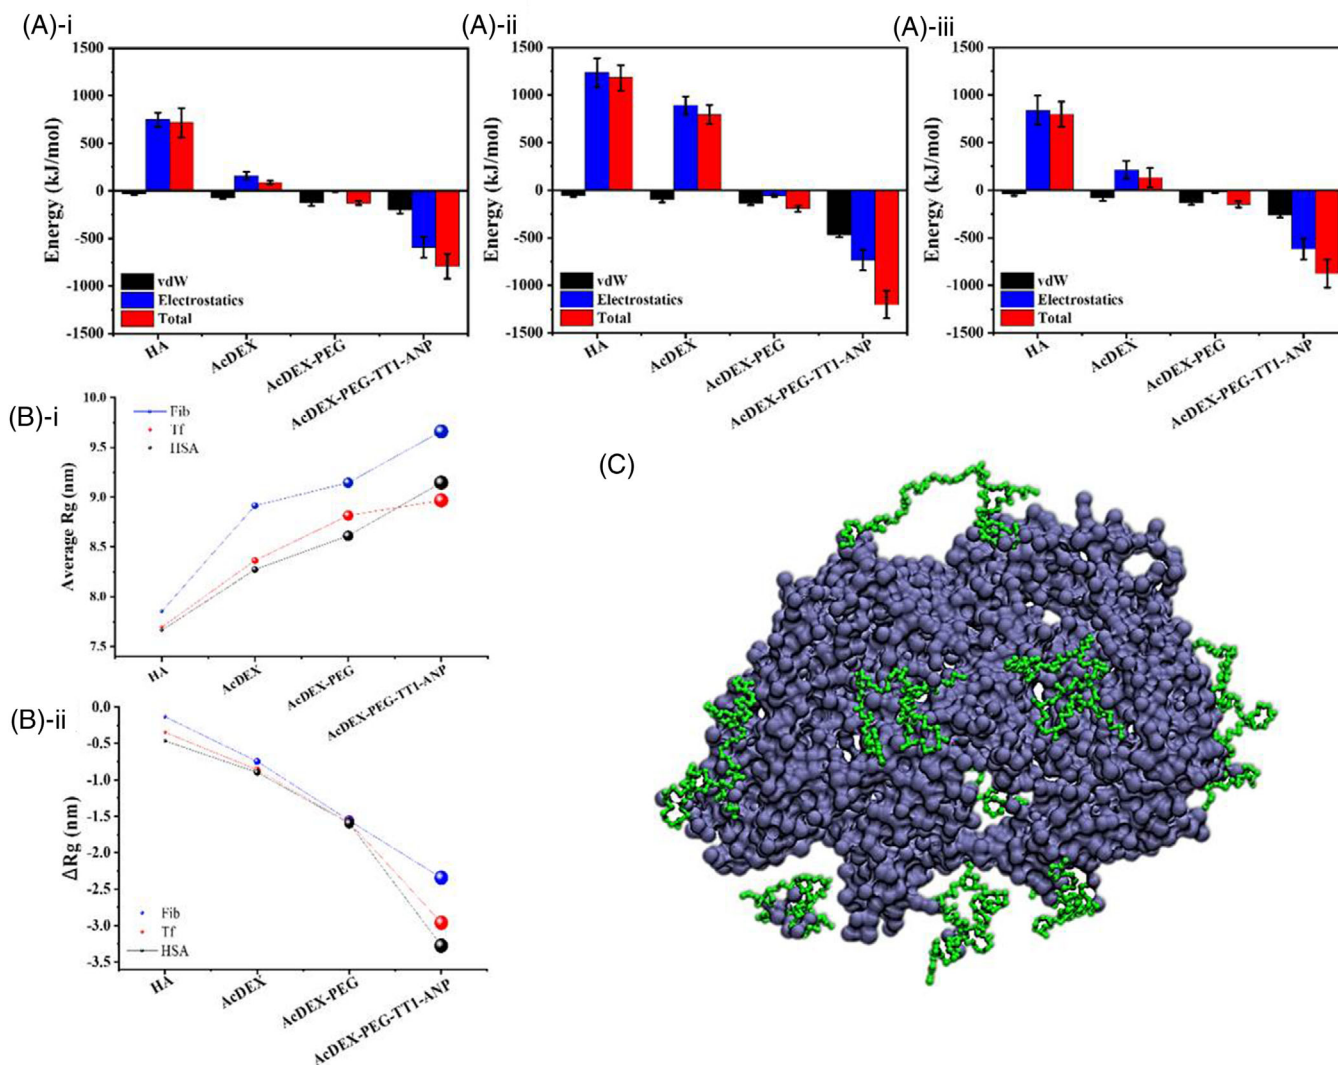 (A)-i
1500
1000
500
0
-500
-1000
-1500
Energy (kJ/mol)
vdW
Electrostatics
Total
HA
AcDEX
AcDEX-PEG
AcDEX-PEG-TT1-ANP
(A)-ii
1500
1000
500
0
-500
-1000
-1500
Energy (kJ/mol)
vdW
Electrostatics
Total
HA
AcDEX
AcDEX-PEG
AcDEX-PEG-TT1-ANP
(A)-iii
1500
1000
500
0
-500
-1000
-1500
Energy (kJ/mol)
vdW
Electrostatics
Total
HA
AcDEX
AcDEX-PEG
AcDEX-PEG-TT1-ANP
(B)-i
10.0
9.5
9.0
8.5
8.0
7.5
Average Rg (nm)
Fib
Tf
HSA
HA
AcDEX
AcDEX-PEG
AcDEX-PEG-TT1-ANP
(B)-ii
0.0
-0.5
-1.0
-1.5
-2.0
-2.5
-3.0
-3.5
ΔRg (nm)
Fib
Tf
HSA
HA
AcDEX
AcDEX-PEG
AcDEX-PEG-TT1-ANP
(C)